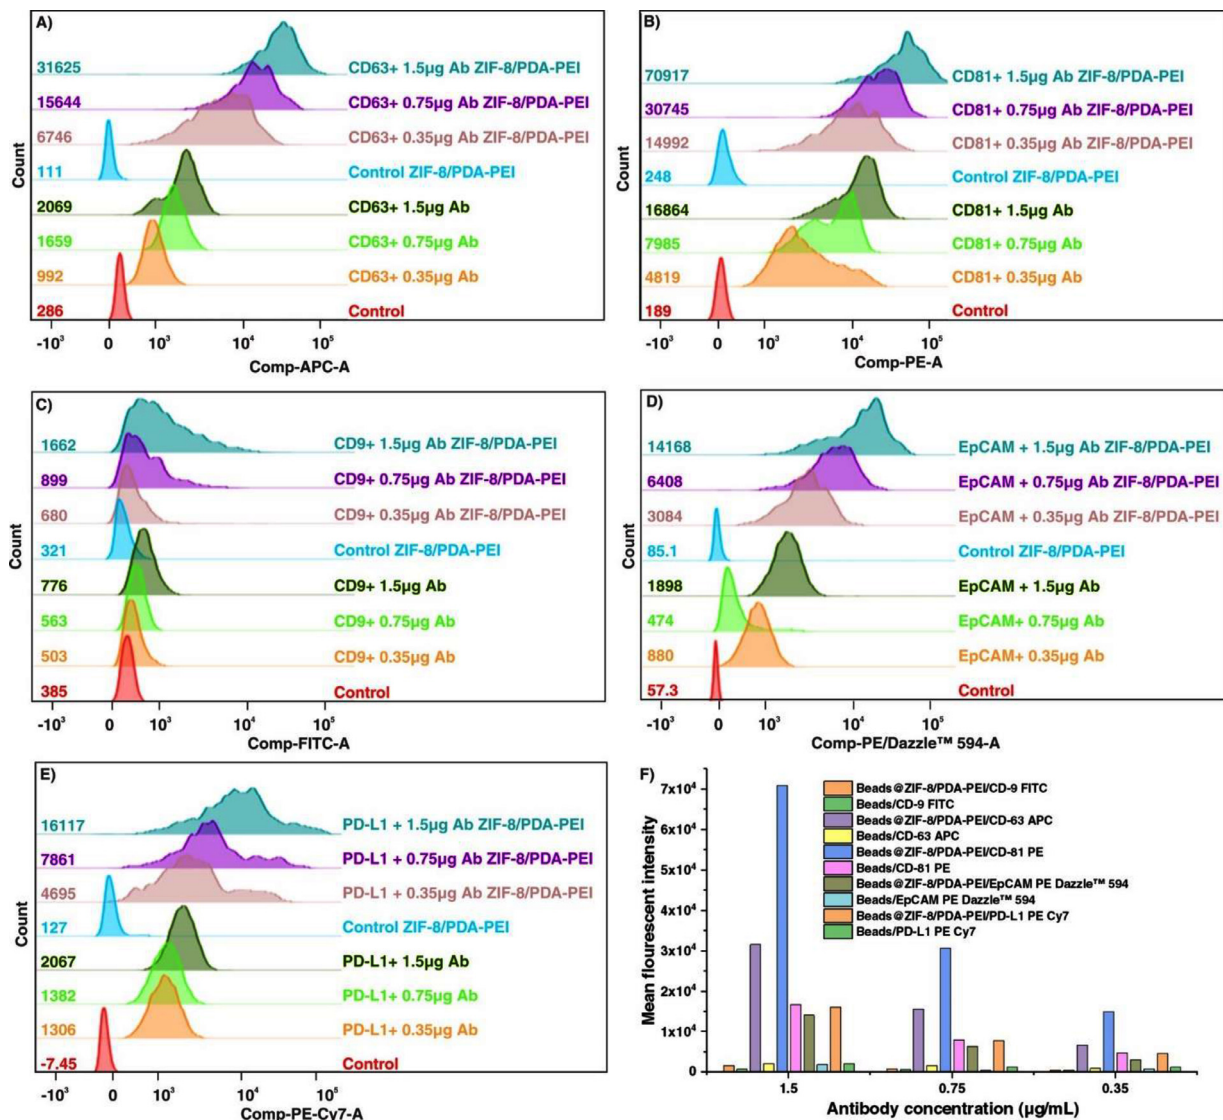 A)
31625 CD63+ 1.5µg Ab ZIF-8/PDA-PEI
15644 CD63+ 0.75µg Ab ZIF-8/PDA-PEI
6746 CD63+ 0.35µg Ab ZIF-8/PDA-PEI
111 Control ZIF-8/PDA-PEI
2069 CD63+ 1.5µg Ab
1659 CD63+ 0.75µg Ab
992 CD63+ 0.35µg Ab
286 Control
Count
-10³ 0 10³ 10⁴ 10⁵
Comp-APC-A
B)
70917 CD81+ 1.5µg Ab ZIF-8/PDA-PEI
30745 CD81+ 0.75µg Ab ZIF-8/PDA-PEI
14992 CD81+ 0.35µg Ab ZIF-8/PDA-PEI
248 Control ZIF-8/PDA-PEI
16864 CD81+ 1.5µg Ab
7985 CD81+ 0.75µg Ab
4819 CD81+ 0.35µg Ab
189 Control
Count
-10³ 0 10³ 10⁴ 10⁵
Comp-PE-A
C)
1662 CD9+ 1.5µg Ab ZIF-8/PDA-PEI
899 CD9+ 0.75µg Ab ZIF-8/PDA-PEI
680 CD9+ 0.35µg Ab ZIF-8/PDA-PEI
321 Control ZIF-8/PDA-PEI
776 CD9+ 1.5µg Ab
563 CD9+ 0.75µg Ab
503 CD9+ 0.35µg Ab
385 Control
Count
-10³ 0 10³ 10⁴ 10⁵
Comp-FITC-A
D)
14168 EpCAM + 1.5µg Ab ZIF-8/PDA-PEI
6408 EpCAM + 0.75µg Ab ZIF-8/PDA-PEI
3084 EpCAM + 0.35µg Ab ZIF-8/PDA-PEI
85.1 Control ZIF-8/PDA-PEI
1898 EpCAM + 1.5µg Ab
474 EpCAM+ 0.75µg Ab
880 EpCAM+ 0.35µg Ab
57.3 Control
Count
-10³ 0 10³ 10⁴ 10⁵
Comp-PE/Dazzle™ 594-A
E)
16117 PD-L1 + 1.5µg Ab ZIF-8/PDA-PEI
7861 PD-L1 + 0.75µg Ab ZIF-8/PDA-PEI
4695 PD-L1 + 0.35µg Ab ZIF-8/PDA-PEI
127 Control ZIF-8/PDA-PEI
2067 PD-L1+ 1.5µg Ab
1382 PD-L1+ 0.75µg Ab
1306 PD-L1+ 0.35µg Ab
-7.45 Control
Count
-10³ 0 10³ 10⁴ 10⁵
Comp-PE-Cy7-A
F)
Beads@ZIF-8/PDA-PEI/CD-9 FITC
Beads/CD-9 FITC
Beads@ZIF-8/PDA-PEI/CD-63 APC
Beads/CD-63 APC
Beads@ZIF-8/PDA-PEI/CD-81 PE
Beads/CD-81 PE
Beads@ZIF-8/PDA-PEI/EpCAM PE Dazzle™ 594
Beads/EpCAM PE Dazzle™ 594
Beads@ZIF-8/PDA-PEI/PD-L1 PE Cy7
Beads/PD-L1 PE Cy7
Mean flourescent intensity
7x10⁴
6x10⁴
5x10⁴
4x10⁴
3x10⁴
2x10⁴
1x10⁴
0
1.5 0.75 0.35
Antibody concentration (µg/mL)